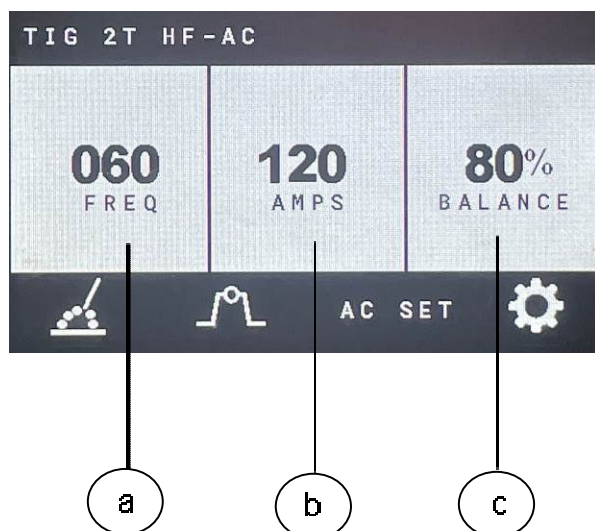 TIG 2T HF-AC
060
FREQ
120
AMPS
80%
BALANCE
AC SET
a
b
c